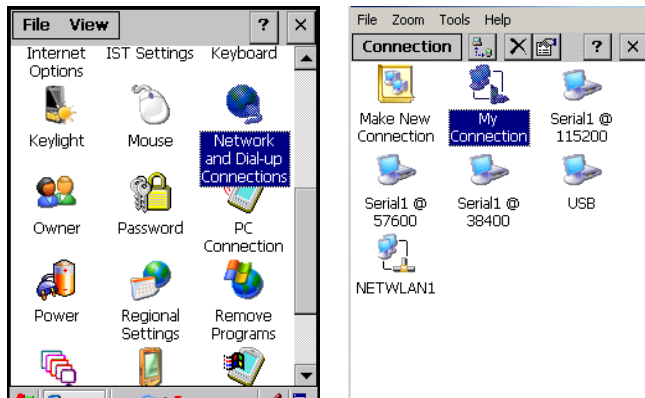 File View ? ×
Internet Options
IST Settings
Keyboard
Keylight
Mouse
Network and Dial-up Connections
Owner
Password
PC Connection
Power
Regional Settings
Remove Programs
File Zoom Tools Help
Connection ? ×
Make New Connection
My Connection
Serial1 @ 115200
Serial1 @ 57600
Serial1 @ 38400
USB
NETWLAN1